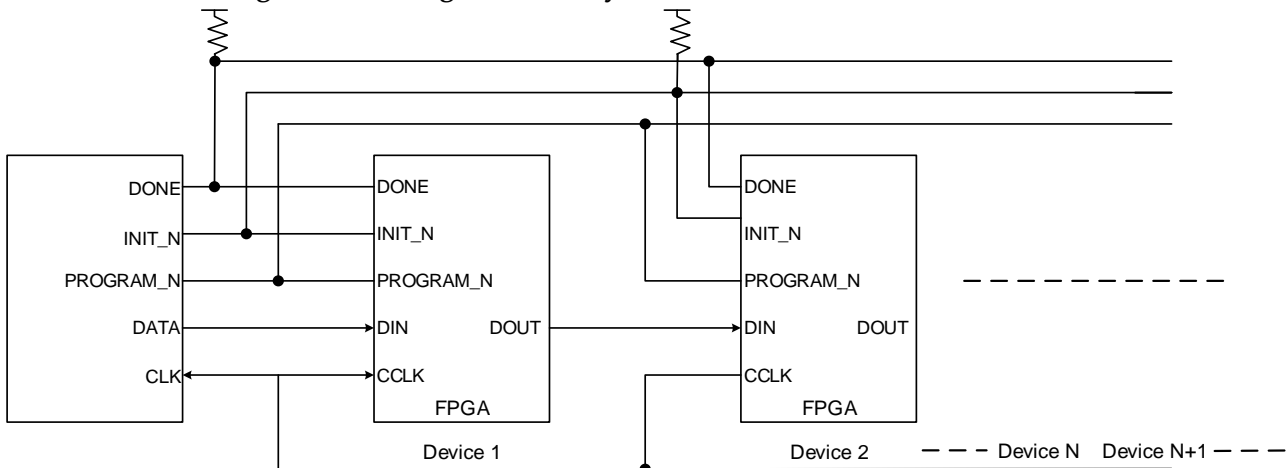 DONE DONE DONE
INIT_N INIT_N INIT_N
PROGRAM_N PROGRAM_N PROGRAM_N
DATA DIN DOUT DIN DOUT
CLK CCLK CCLK
FPGA FPGA
Device 1 Device 2 Device N Device N+1